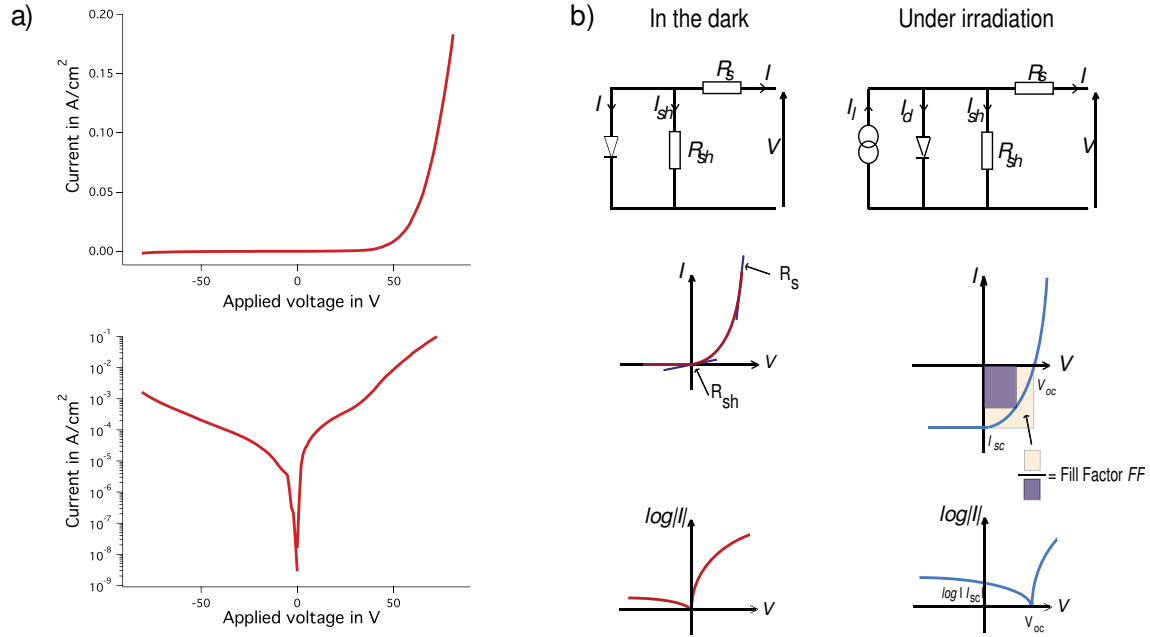 a)
0.20
0.15
0.10
0.05
0.00
Current in A/cm²
-50
0
50
Applied voltage in V
10⁻¹
10⁻²
10⁻³
10⁻⁴
10⁻⁵
10⁻⁶
10⁻⁷
10⁻⁸
10⁻⁹
Current in A/cm²
-50
0
50
Applied voltage in V
b)
In the dark
Under irradiation
Rs
I
I
Ish
Rsh
V
Rs
I
Il
Id
Ish
Rsh
V
I
Rs
V
Rsh
I
V
Voc
Isc
= Fill Factor FF
log|I|
V
log|I|
log | Isc|
V
Voc